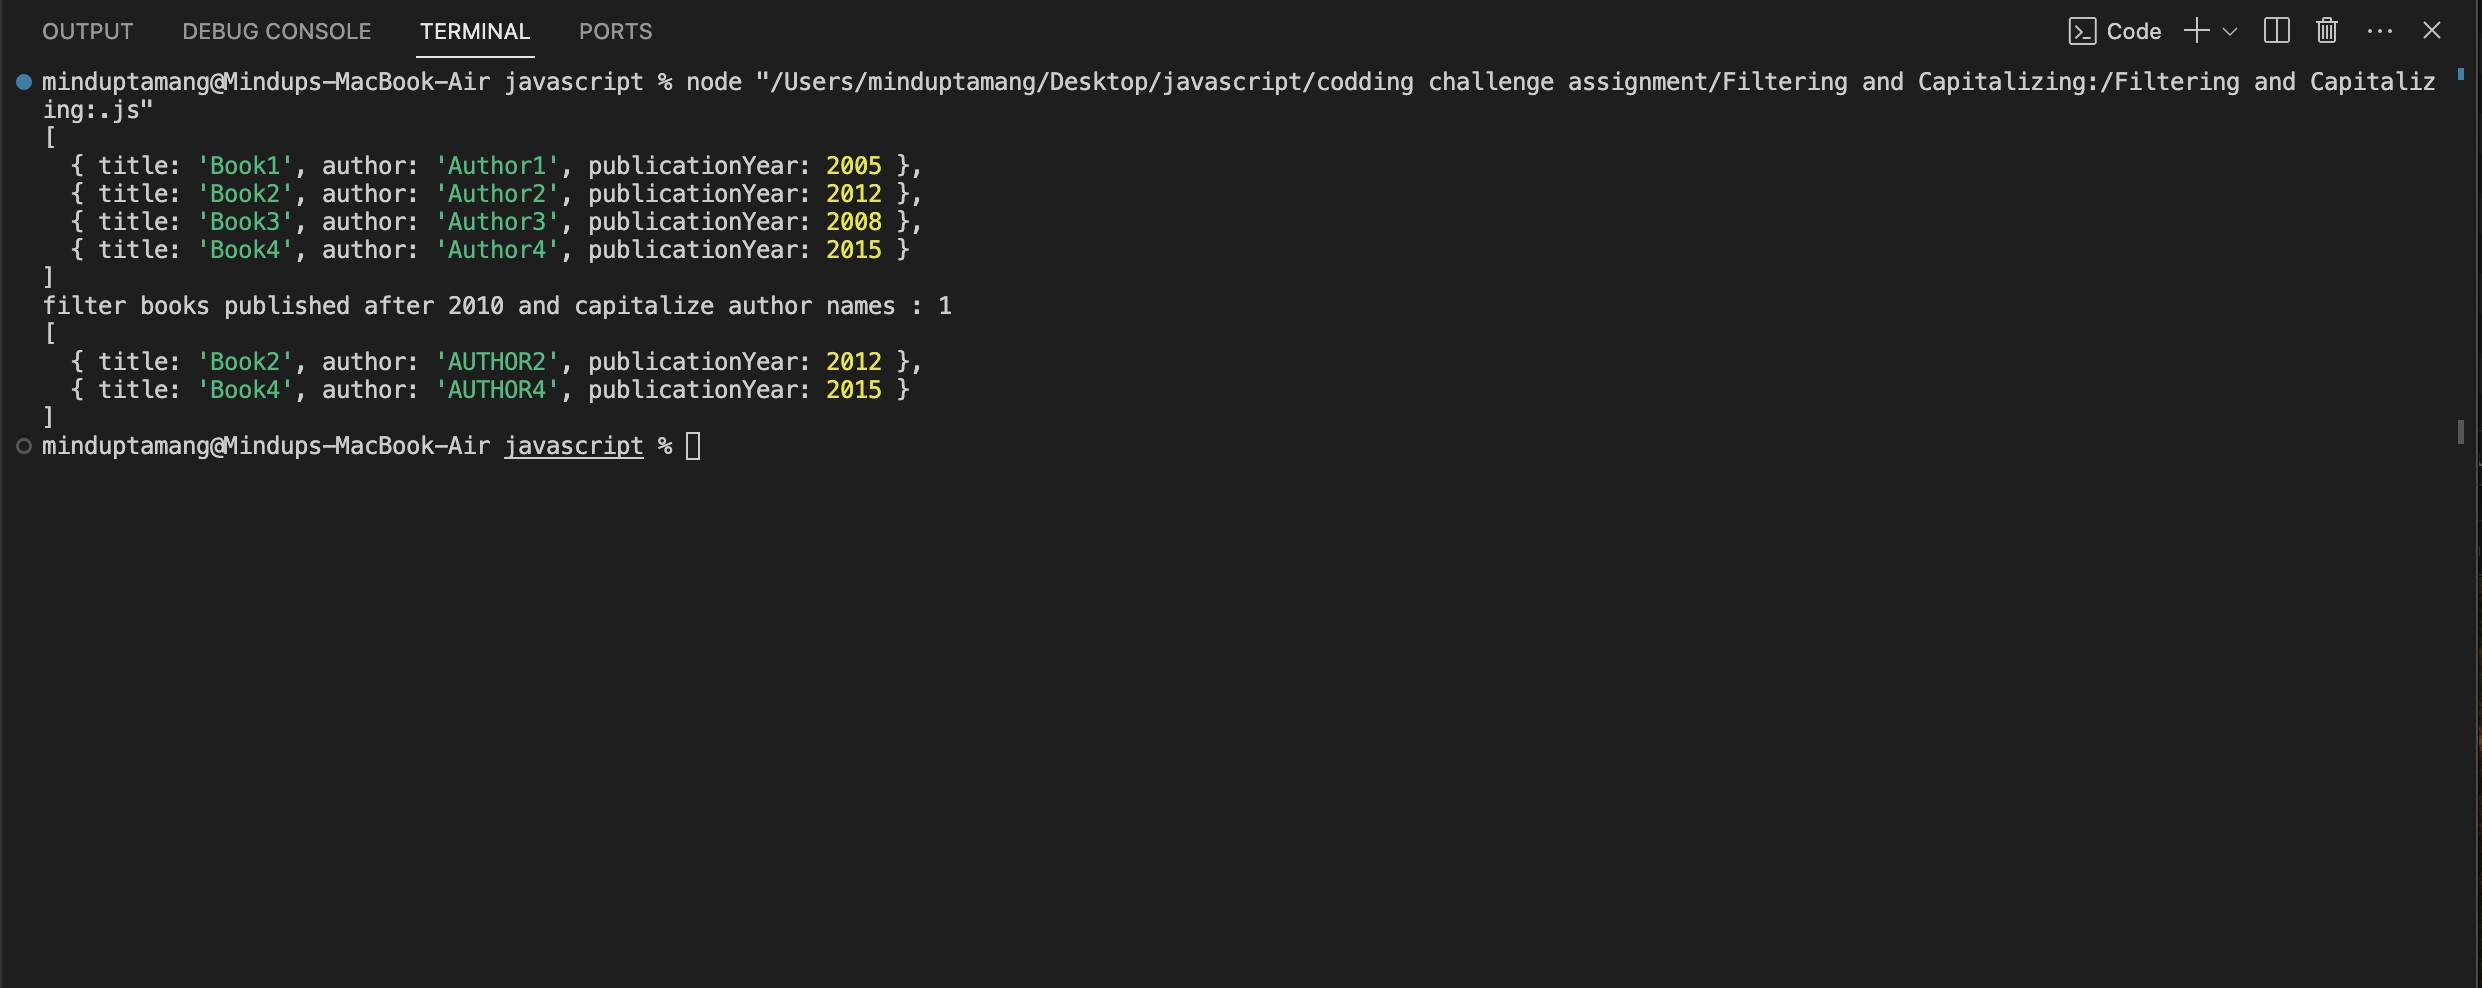 OUTPUT DEBUG CONSOLE TERMINAL PORTS Code
minduptamang@Mindups-MacBook-Air javascript % node "/Users/minduptamang/Desktop/javascript/codding challenge assignment/Filtering and Capitalizing:/Filtering and Capitaliz
ing:.js"
[
  { title: 'Book1', author: 'Author1', publicationYear: 2005 },
  { title: 'Book2', author: 'Author2', publicationYear: 2012 },
  { title: 'Book3', author: 'Author3', publicationYear: 2008 },
  { title: 'Book4', author: 'Author4', publicationYear: 2015 }
]
filter books published after 2010 and capitalize author names : 1
[
  { title: 'Book2', author: 'AUTHOR2', publicationYear: 2012 },
  { title: 'Book4', author: 'AUTHOR4', publicationYear: 2015 }
]
minduptamang@Mindups-MacBook-Air javascript %